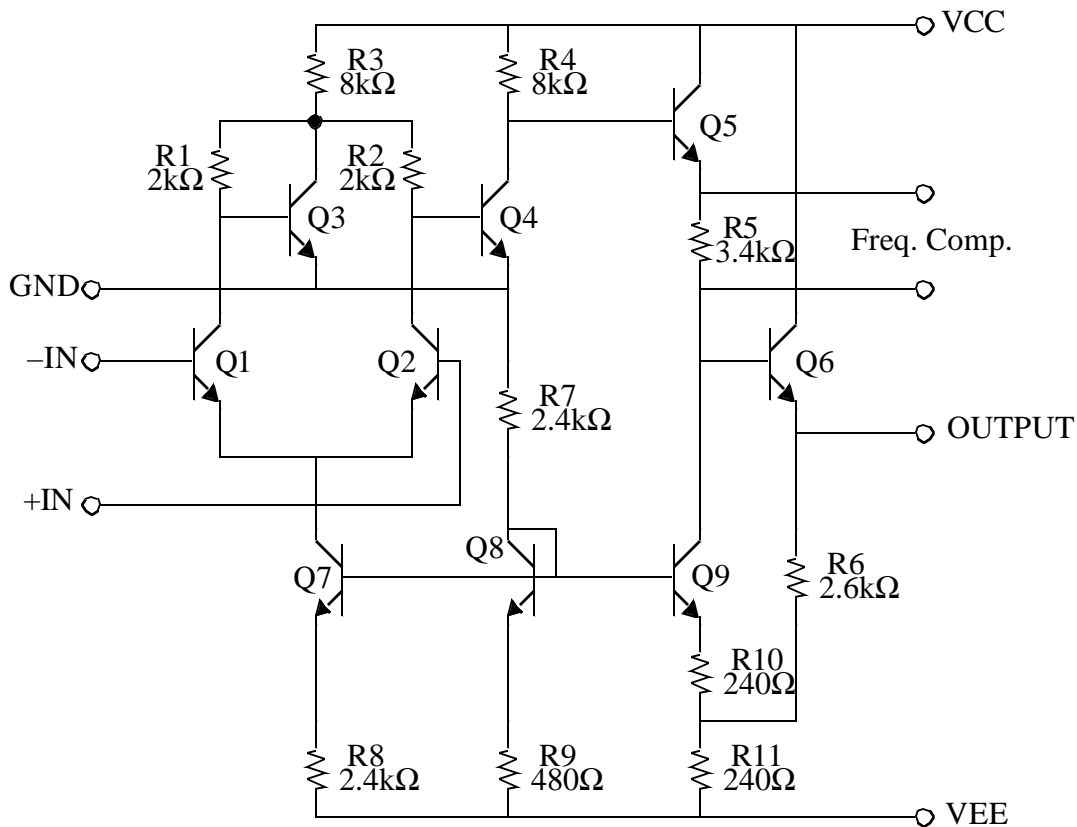 VCC
R3
8kΩ
R4
8kΩ
Q5
R1
2kΩ
R2
2kΩ
Q3
Q4
R5
3.4kΩ
Freq. Comp.
GND
–IN
Q1
Q2
Q6
R7
2.4kΩ
OUTPUT
+IN
Q8
Q7
Q9
R6
2.6kΩ
R10
240Ω
R8
2.4kΩ
R9
480Ω
R11
240Ω
VEE